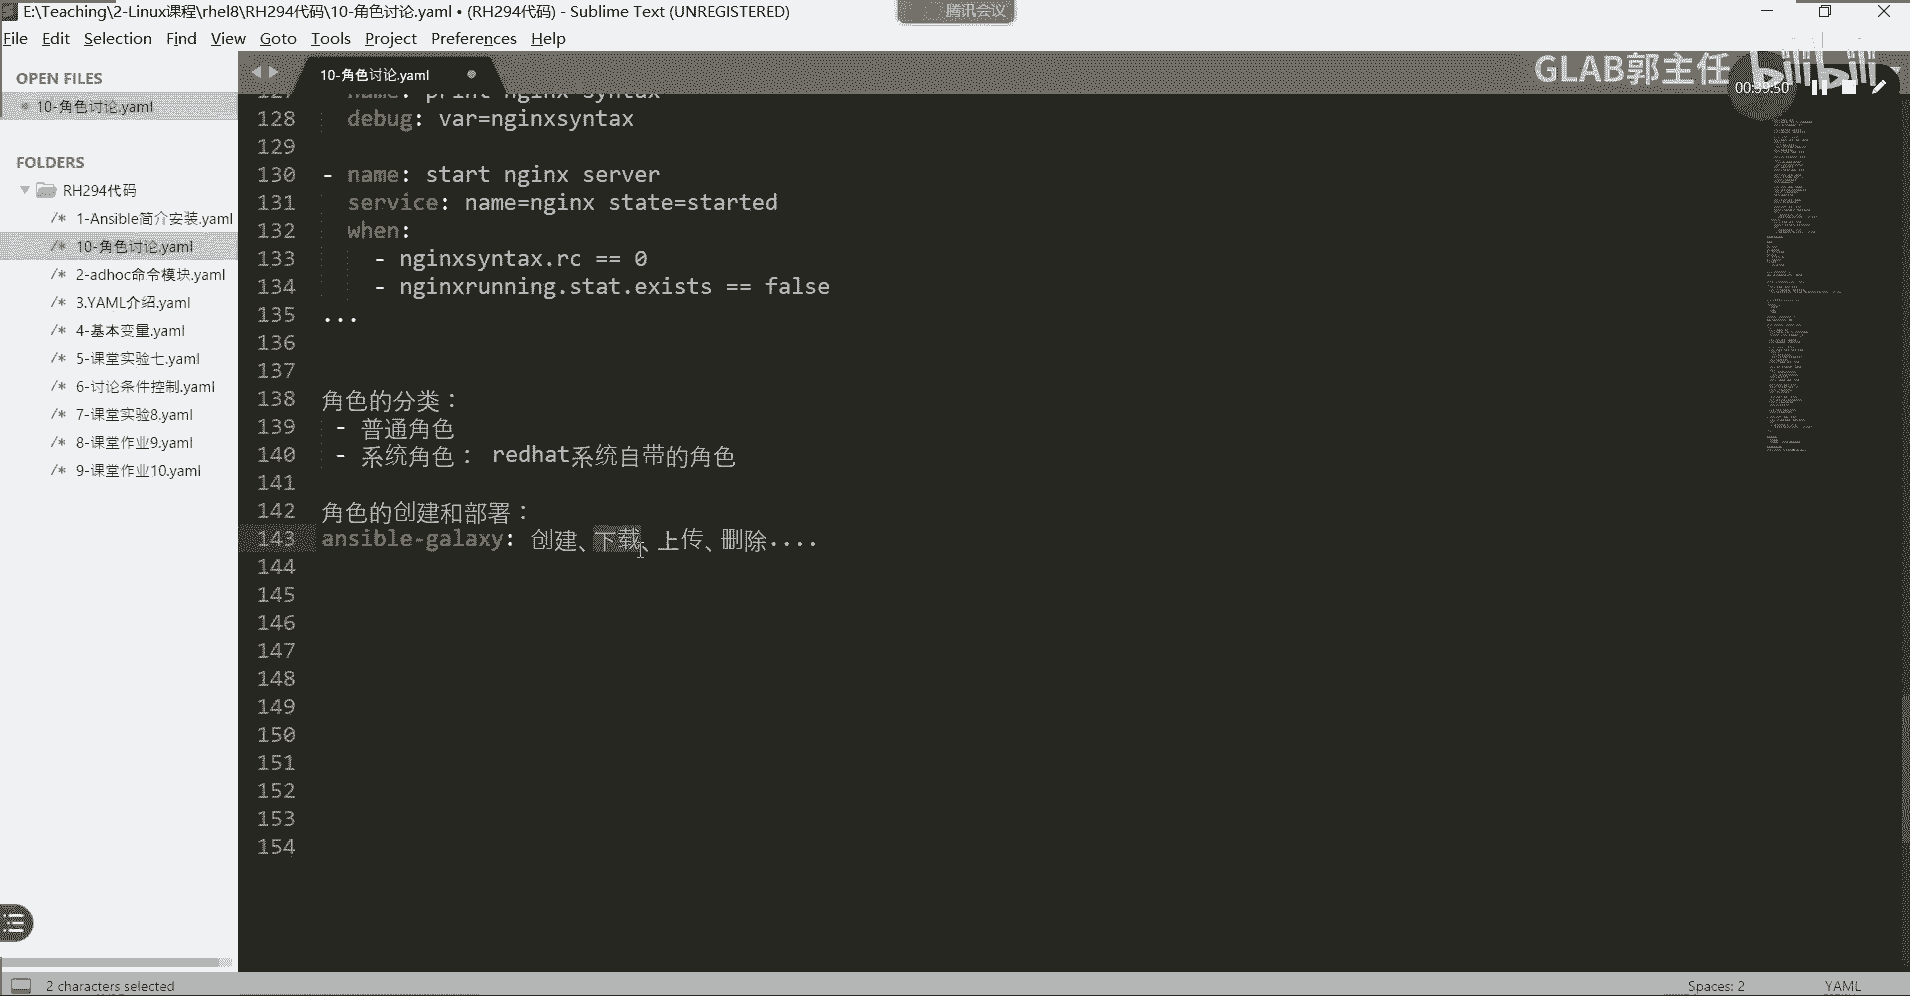 E:\Teaching\2-Linux课程\rhel8\RH294代码\10-角色讨论.yaml • (RH294代码) - Sublime Text (UNREGISTERED)
腾讯会议
File Edit Selection Find View Goto Tools Project Preferences Help
OPEN FILES
10-角色讨论.yaml
FOLDERS
RH294代码
/* 1-Ansible简介安装.yaml
/* 10-角色讨论.yaml
/* 2-adhoc命令模块.yaml
/* 3.YAML介绍.yaml
/* 4-基本变量.yaml
/* 5-课堂实验七.yaml
/* 6-讨论条件控制.yaml
/* 7-课堂实验8.yaml
/* 8-课堂作业9.yaml
/* 9-课堂作业10.yaml
10-角色讨论.yaml
GLAB郭主任 bilibili
00:39:50
127 name: print nginx syntax
128 debug: var=nginxsyntax
129
130 - name: start nginx server
131 service: name=nginx state=started
132 when:
133 - nginxsyntax.rc == 0
134 - nginxrunning.stat.exists == false
135 ...
136
137
138 角色的分类：
139 - 普通角色
140 - 系统角色： redhat系统自带的角色
141
142 角色的创建和部署：
143 ansible-galaxy: 创建、下载、上传、删除....
144
145
146
147
148
149
150
151
152
153
154
2 characters selected
Spaces: 2
YAML